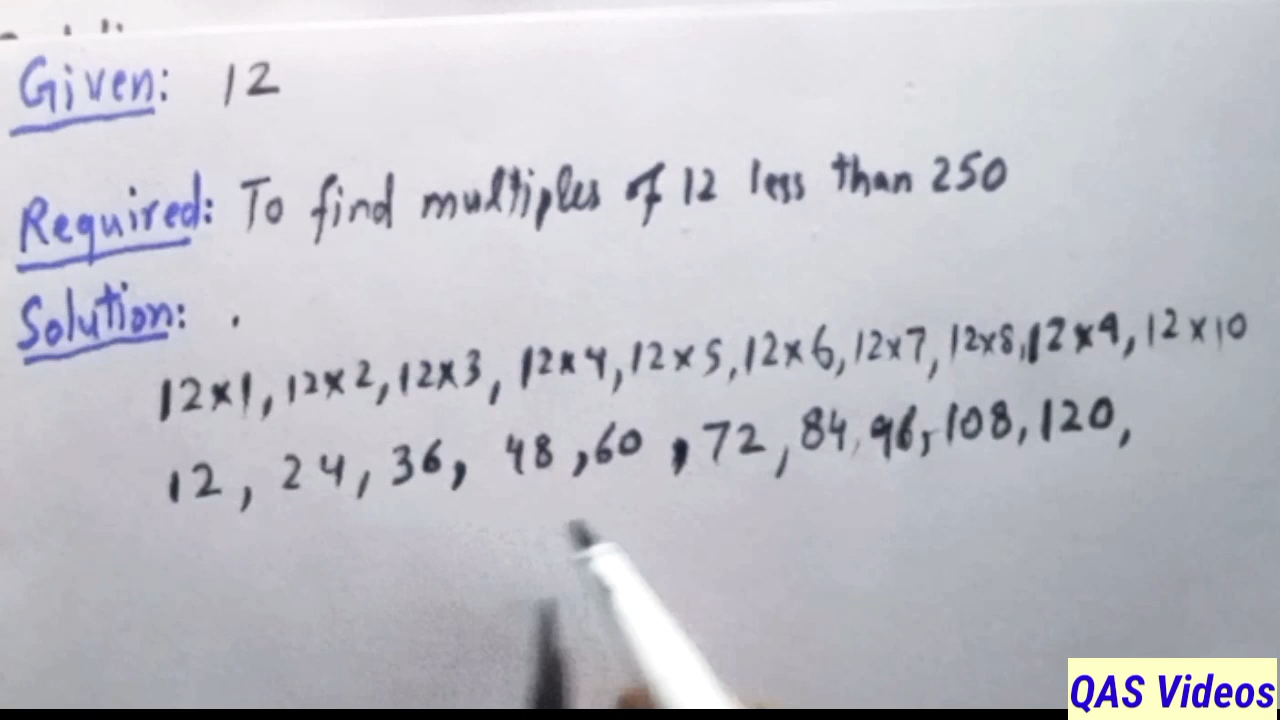 Given: 12
Required: To find multiples of 12 less than 250
Solution: .
12×1, 12×2, 12×3, 12×4, 12×5, 12×6, 12×7, 12×8, 12×9, 12×10
12, 24, 36, 48, 60, 72, 84, 96, 108, 120,
QAS Videos